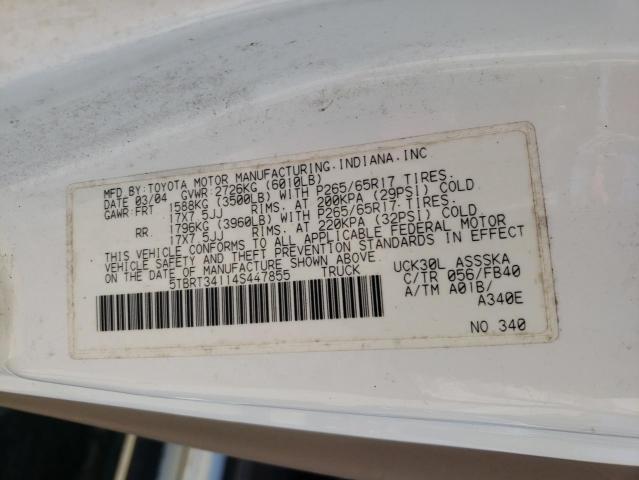 MFD.BY:TOYOTA MOTOR MANUFACTURING.INDIANA.INC
DATE 03/04 GVWR:2726KG (6010LB)
GAWR:FRT 1588KG (3500LB) WITH P265/65R17 TIRES.
17X7.5JJ RIMS. AT 200KPA (29PSI) COLD
RR 1796KG (3960LB) WITH P265/65R17 TIRES.
17X7.5JJ RIMS. AT 220KPA (32PSI) COLD
THIS VEHICLE CONFORMS TO ALL APPLICABLE FEDERAL MOTOR
VEHICLE SAFETY AND THEFT PREVENTION STANDARDS IN EFFECT
ON THE DATE OF MANUFACTURE SHOWN ABOVE.
5TBRT34114S447855 TRUCK
UCK30L ASSSKA
C/TR 056/FB40
A/TM A01B/
A340E
NO.340